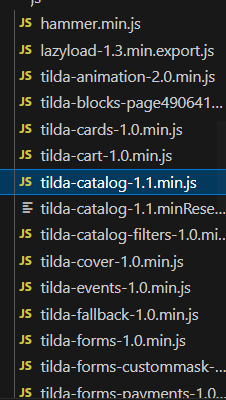 js
JS hammer.min.js
JS lazyload-1.3.min.export.js
JS tilda-animation-2.0.min.js
JS tilda-blocks-page490641...
JS tilda-cards-1.0.min.js
JS tilda-cart-1.0.min.js
JS tilda-catalog-1.1.min.js
tilda-catalog-1.1.minRese...
JS tilda-catalog-filters-1.0.mi...
JS tilda-cover-1.0.min.js
JS tilda-events-1.0.min.js
JS tilda-fallback-1.0.min.js
JS tilda-forms-1.0.min.js
JS tilda-forms-custommask-...
JS tilda-forms-payments-1.0...